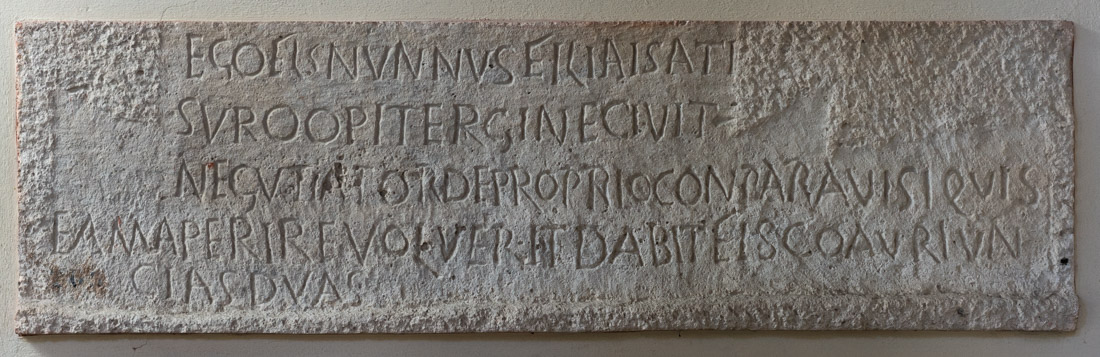 EGOFLSNVNNVSFILIAISATI
SVROOPITERGINECIVIT
NEGVTIATORDEPROPRIOCONPARAVISIQVIS
EAMAPERIREVOLVERITDABITFISCOAVRIVN
CIASDVAS